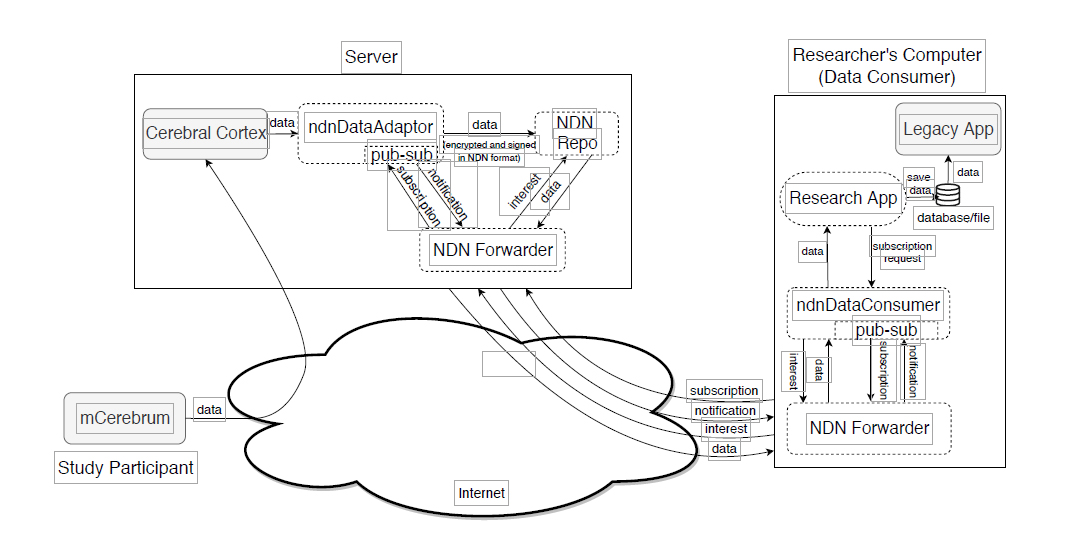 Server
Researcher's Computer
(Data Consumer)
Cerebral Cortex
data
ndnDataAdaptor
pub-sub
data
(encrypted and signed
in NDN format)
NDN
Repo
subscription
notification
interest
data
NDN Forwarder
Legacy App
data
Research App
save
data
database/file
data
subscription
request
ndnDataConsumer
pub-sub
interest
data
subscription
notification
NDN Forwarder
subscription
notification
interest
data
mCerebrum
data
Study Participant
Internet